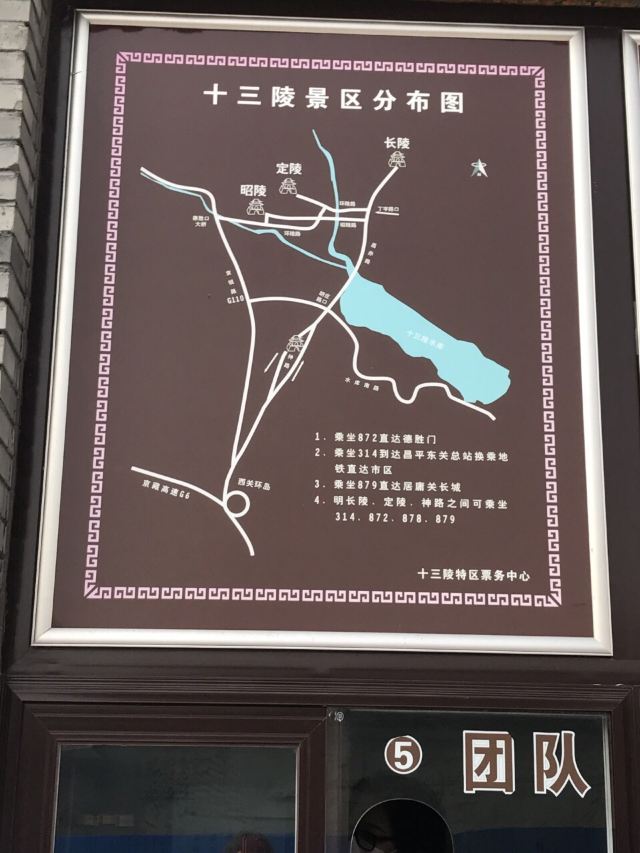 十三陵景区分布图
长陵
定陵
昭陵
环陵路
德胜口
大桥
昭陵路
环陵路
昌赤路
G110
胡庄
路口
神路
十三陵水库
水库南路
西关环岛
京藏高速G6
1. 乘坐872直达德胜门
2. 乘坐314到达昌平东关总站换乘地
铁直达市区
3. 乘坐879直达居庸关长城
4. 明长陵、定陵、神路之间可乘坐
314、872、878、879
十三陵特区票务中心
⑤ 团队